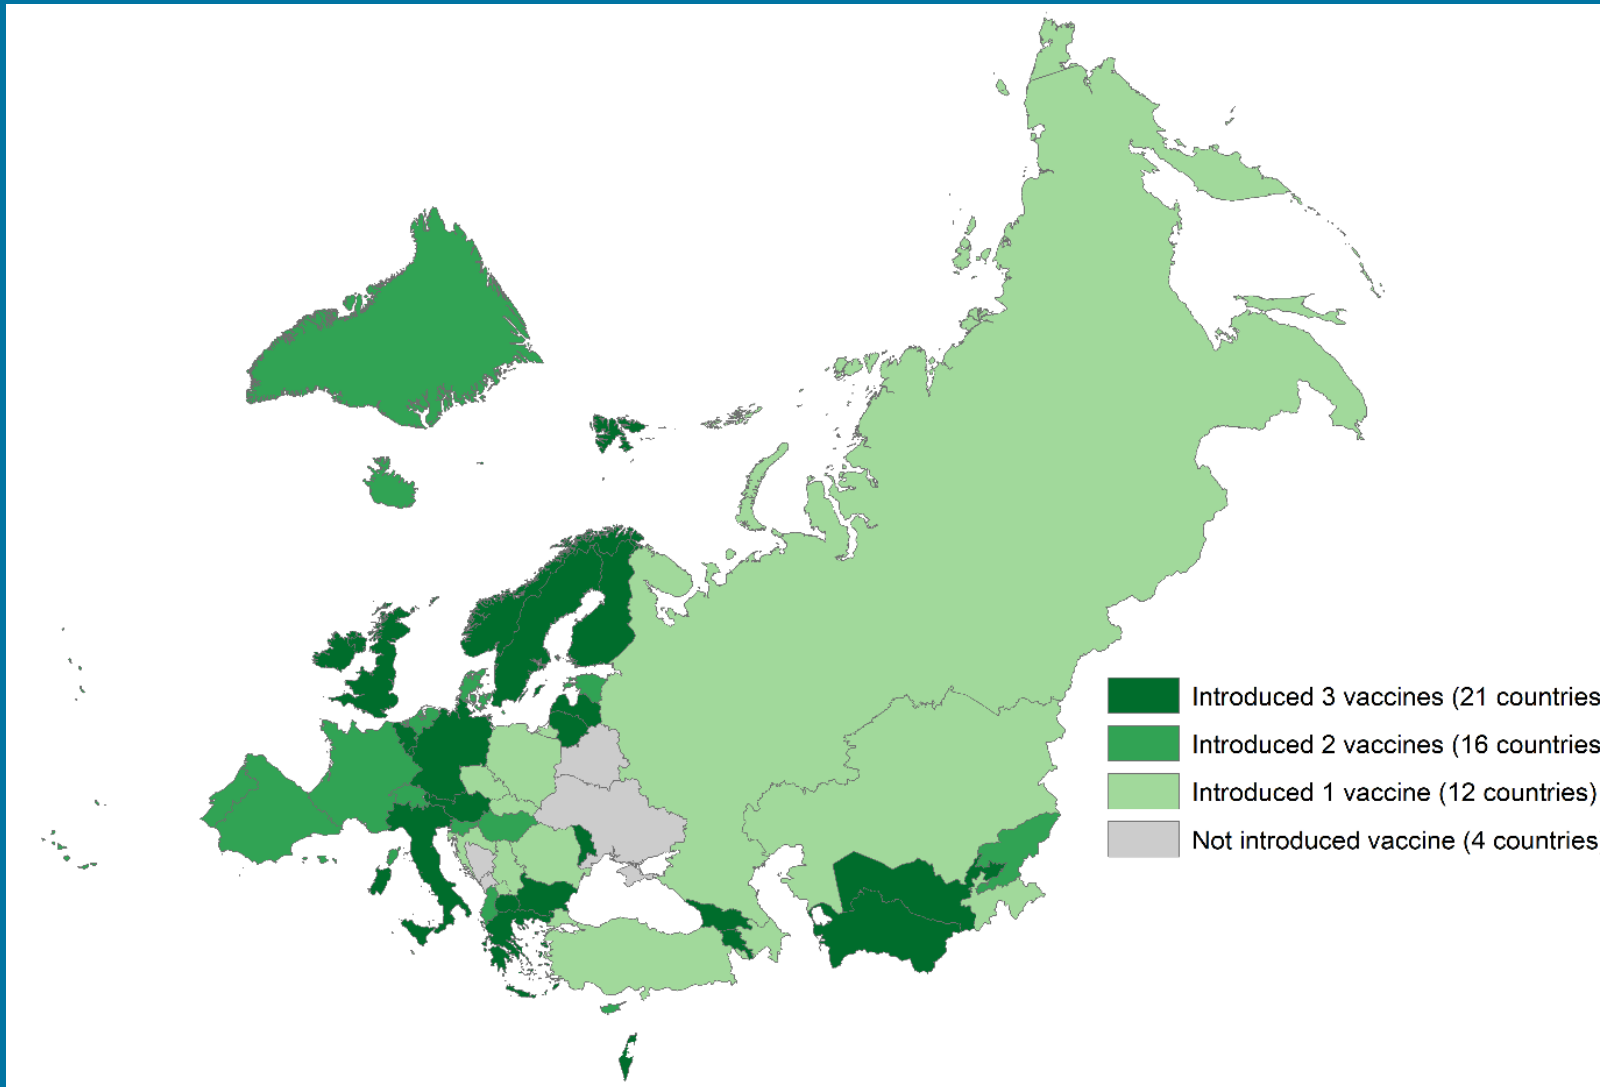 Introduced 3 vaccines (21 countries
Introduced 2 vaccines (16 countries
Introduced 1 vaccine (12 countries)
Not introduced vaccine (4 countries